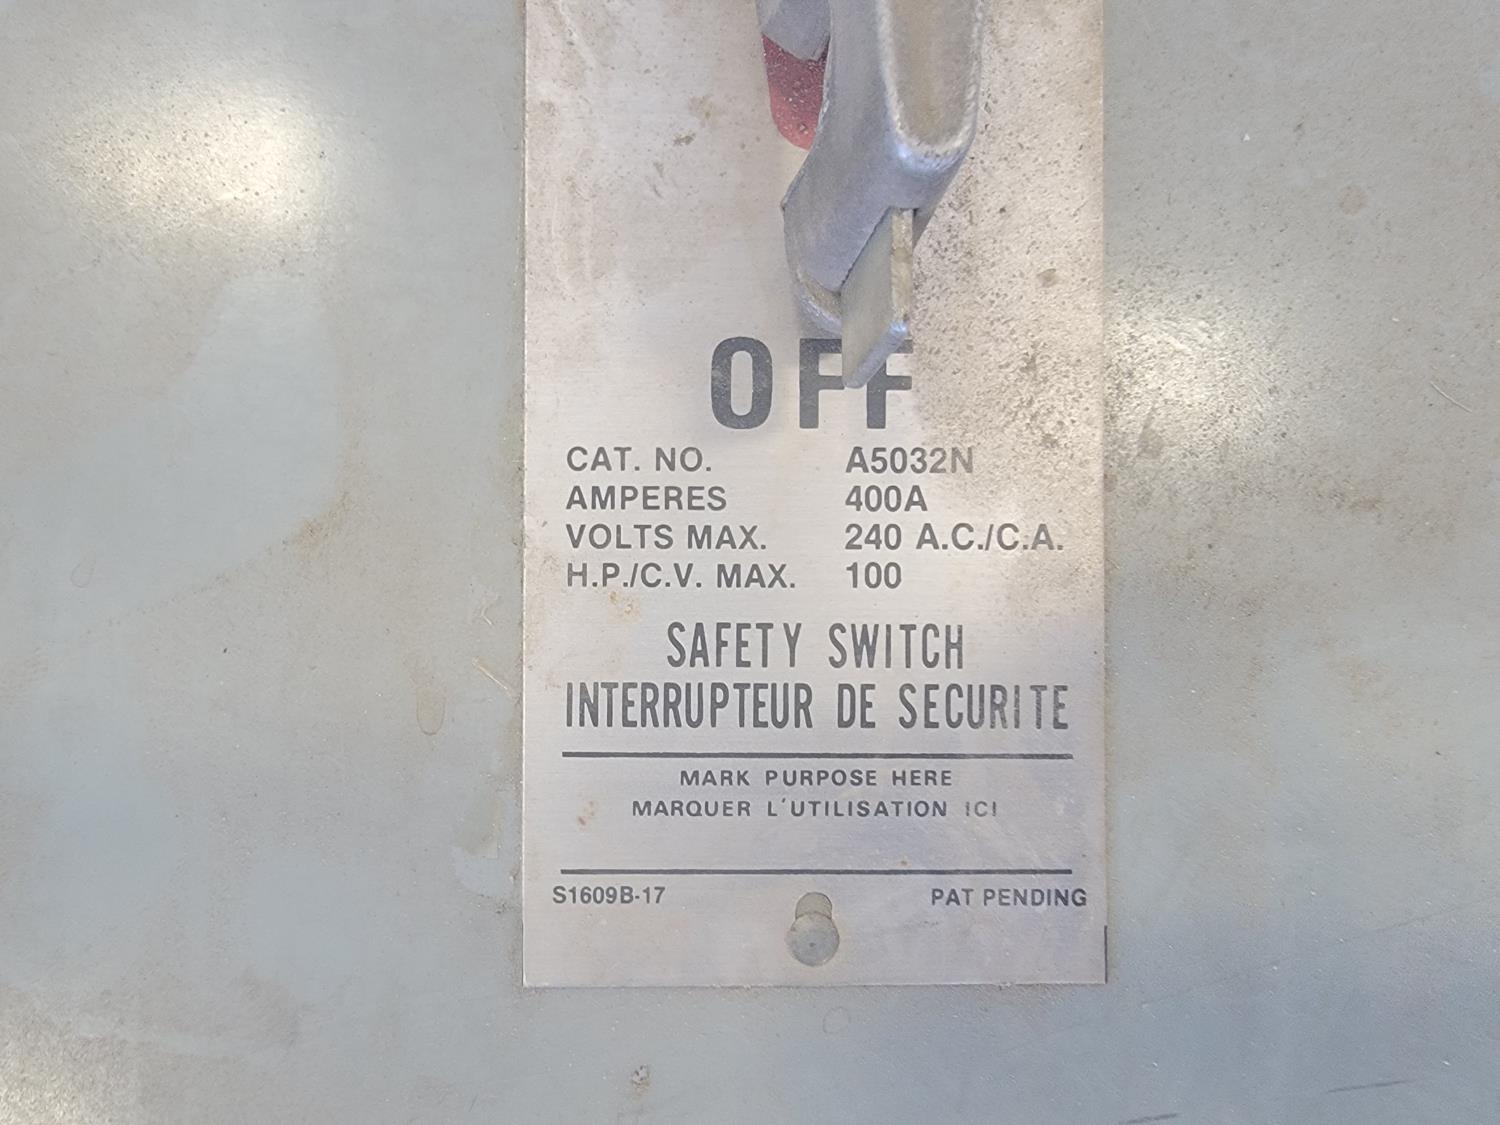 OFF
CAT. NO. A5032N
AMPERES 400A
VOLTS MAX. 240 A.C./C.A.
H.P./C.V. MAX. 100
SAFETY SWITCH
INTERRUPTEUR DE SECURITE
MARK PURPOSE HERE
MARQUER L'UTILISATION ICI
S1609B-17 PAT PENDING